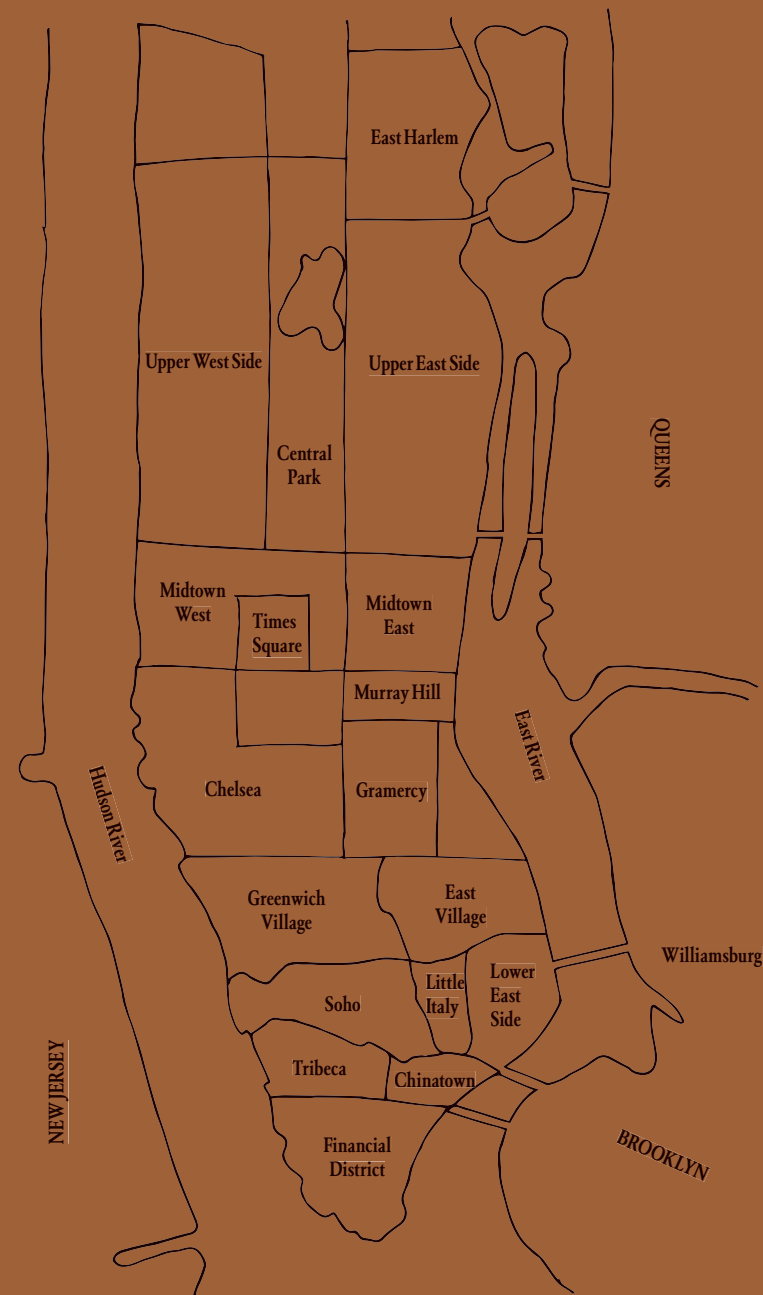 East Harlem
Upper West Side
Upper East Side
QUEENS
Central
Park
Midtown
West
Times
Square
Midtown
East
Murray Hill
East River
Hudson River
Chelsea
Gramercy
Greenwich
Village
East
Village
Williamsburg
Soho
Little
Italy
Lower
East
Side
NEW JERSEY
Tribeca
Chinatown
Financial
District
BROOKLYN